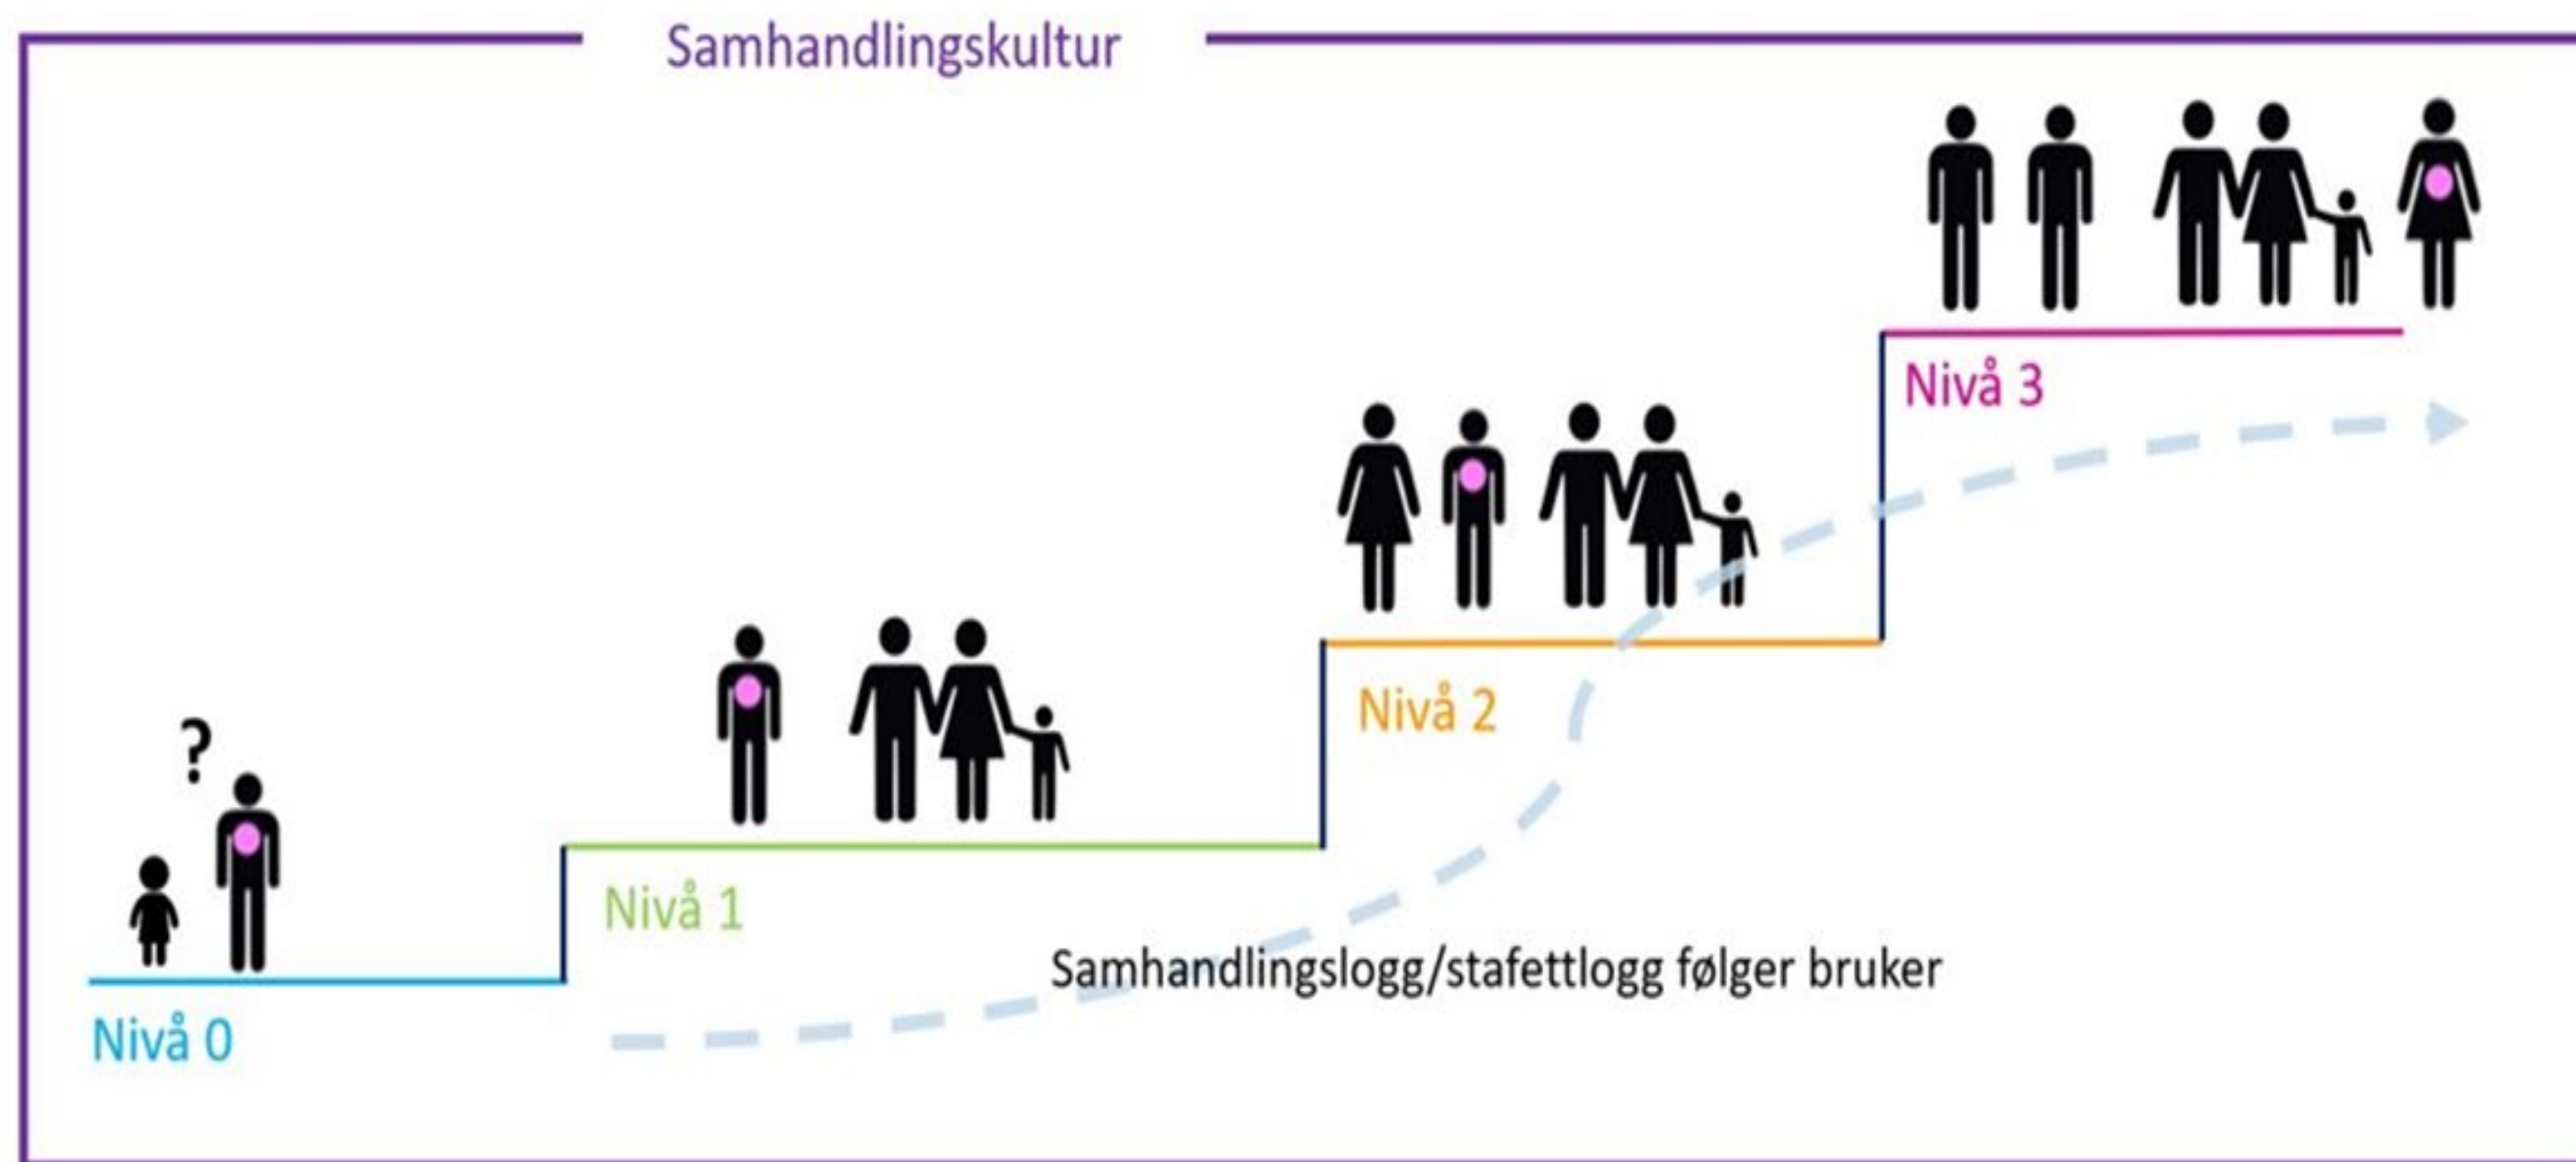 Samhandlingskultur
Nivå 3
Nivå 2
?
Nivå 1
Samhandlingslogg/stafettlogg følger bruker
Nivå 0